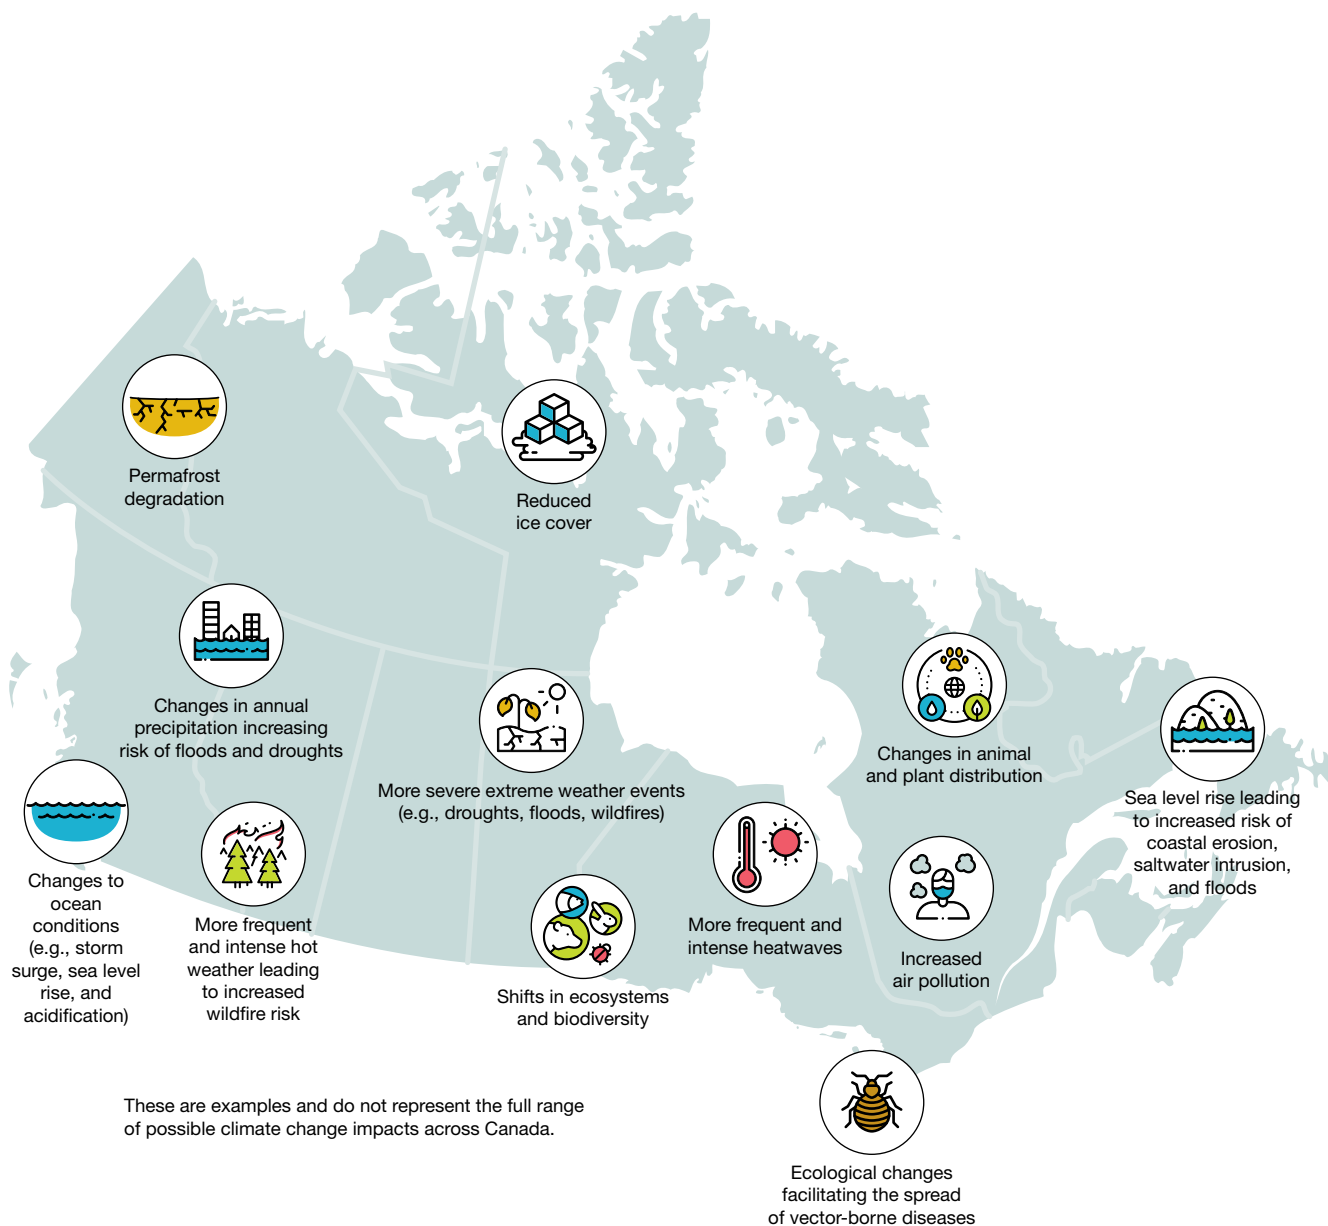 Permafrost
degradation
Reduced
ice cover
Changes in annual
precipitation increasing
risk of floods and droughts
More severe extreme weather events
(e.g., droughts, floods, wildfires)
Changes in animal
and plant distribution
Sea level rise leading
to increased risk of
coastal erosion,
saltwater intrusion,
and floods
Changes to
ocean
conditions
(e.g., storm
surge, sea level
rise, and
acidification)
More frequent
and intense hot
weather leading
to increased
wildfire risk
Shifts in ecosystems
and biodiversity
More frequent and
intense heatwaves
Increased
air pollution
These are examples and do not represent the full range
of possible climate change impacts across Canada.
Ecological changes
facilitating the spread
of vector-borne diseases